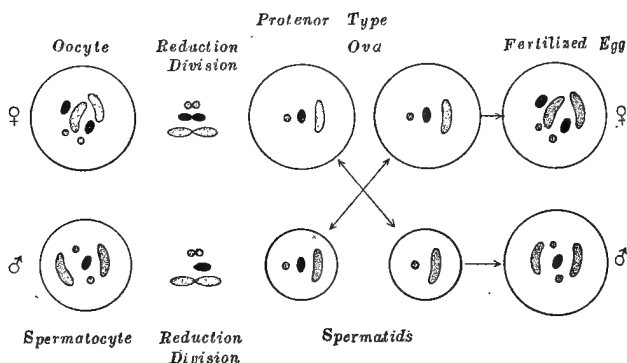 Protenor Type
Oocyte Reduction Ova Fertilized Egg
Division
♀ ♀
♂ ♂
Spermatocyte Reduction Spermatids
Division